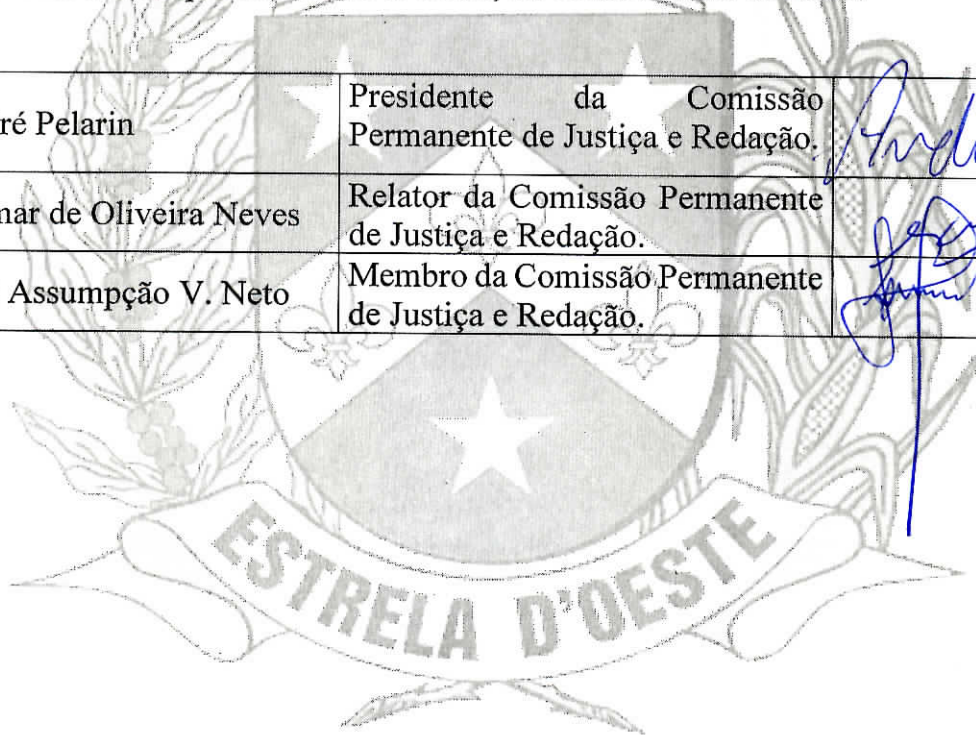 ré Pelarin
Presidente da Comissão
Permanente de Justiça e Redação.
mar de Oliveira Neves
Relator da Comissão Permanente
de Justiça e Redação.
Assumpção V. Neto
Membro da Comissão Permanente
de Justiça e Redação.
ESTRELA D'OESTE